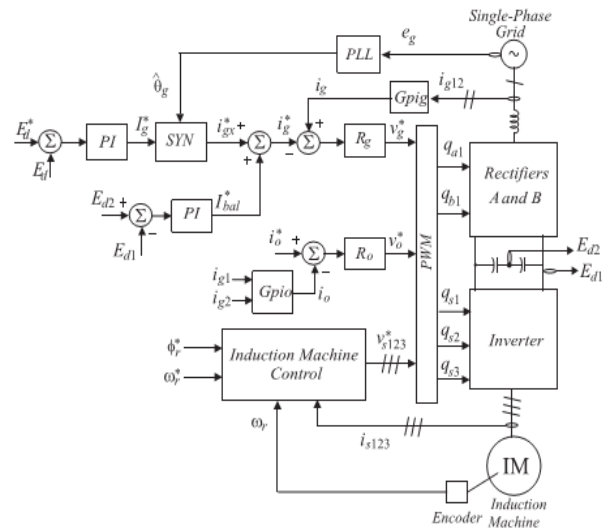 Single-Phase
Grid
e_g
PLL
~
θ̂_g
i_g
Gpig
i_g12
E_d*
Σ
E_d
PI
I_g*
SYN
i_gx*
+
+
Σ
i_g*
+
−
Σ
R_g
v_g*
PWM
q_a1
q_b1
Rectifiers
A and B
E_d2
+
−
Σ
E_d1
PI
I_bal*
i_o*
+
−
Σ
R_o
v_o*
i_g1
i_g2
Gpio
i_o
E_d2
E_d1
q_s1
q_s2
q_s3
Inverter
ϕ_r*
ω_r*
Induction Machine
Control
v_s123*
ω_r
i_s123
IM
Encoder
Induction
Machine